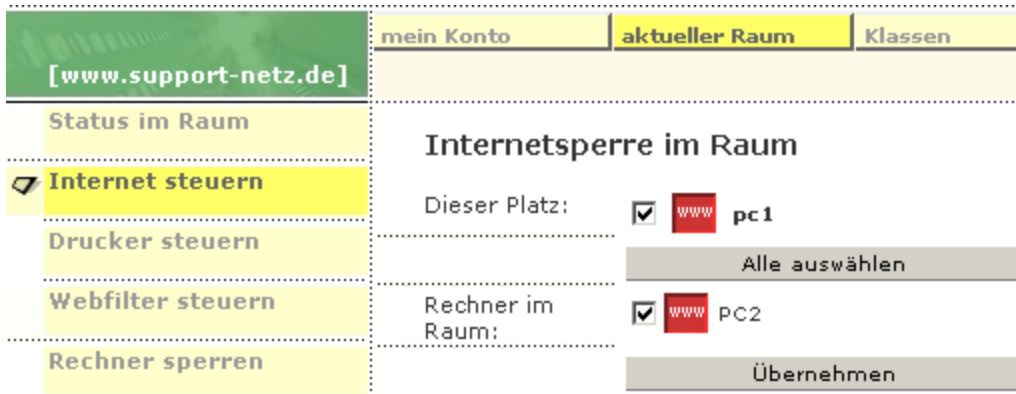 mein Konto aktueller Raum Klassen
[www.support-netz.de]
Status im Raum
Internet steuern
Drucker steuern
Webfilter steuern
Rechner sperren
Internetsperre im Raum
Dieser Platz: www pc1
Alle auswählen
Rechner im
Raum: www PC2
Übernehmen